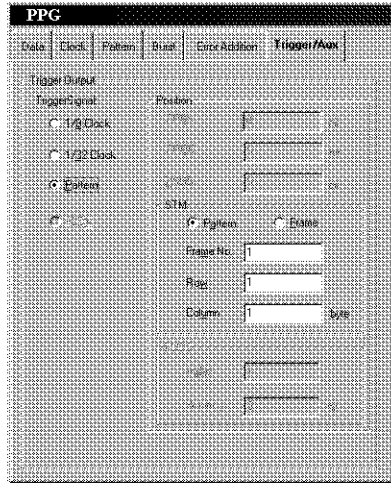 PPG
Data Clock Pattern Burst Error Addition Trigger/Aux
Trigger Output
Trigger Signal Position
1/8 Clock
1/32 Clock
Pattern
STM
Pattern Frame
Frame No. 1
Row 1
Column 1 byte